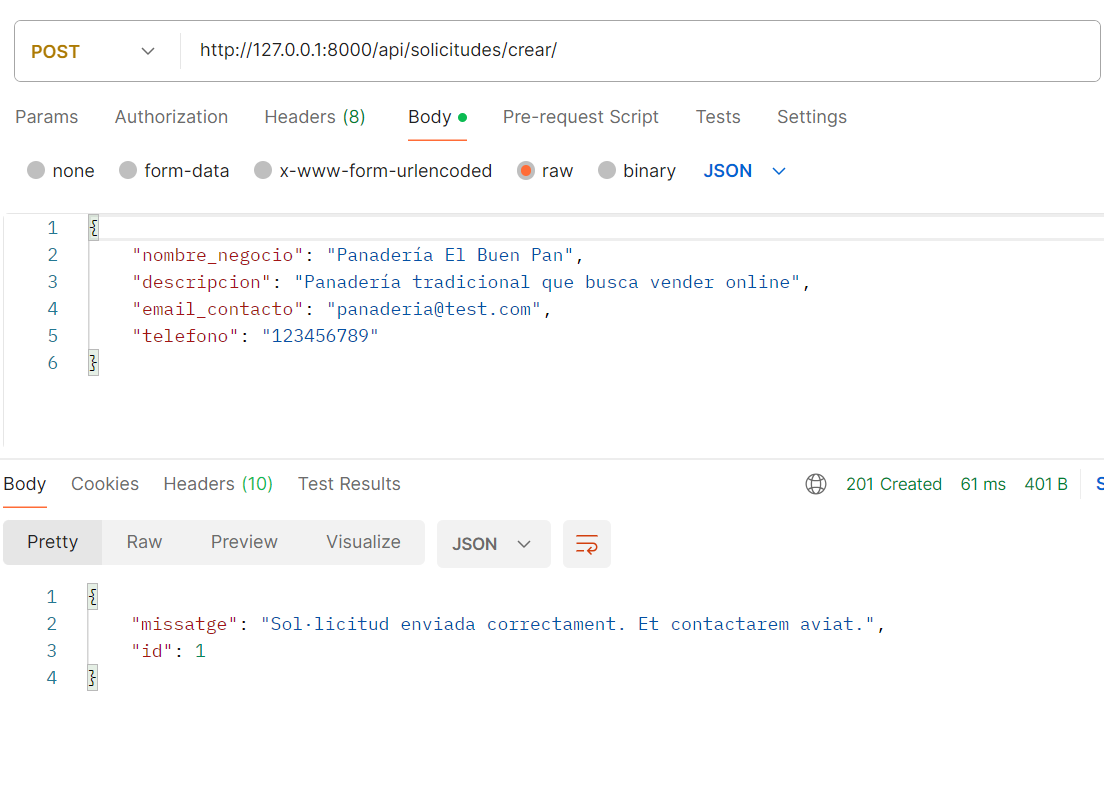 POST http://127.0.0.1:8000/api/solicitudes/crear/
Params Authorization Headers (8) Body Pre-request Script Tests Settings
none form-data x-www-form-urlencoded raw binary JSON
1 {
2 "nombre_negocio": "Panadería El Buen Pan",
3 "descripcion": "Panadería tradicional que busca vender online",
4 "email_contacto": "panaderia@test.com",
5 "telefono": "123456789"
6 }
Body Cookies Headers (10) Test Results 201 Created 61 ms 401 B
Pretty Raw Preview Visualize JSON
1 {
2 "missatge": "Sol·licitud enviada correctament. Et contactarem aviat.",
3 "id": 1
4 }